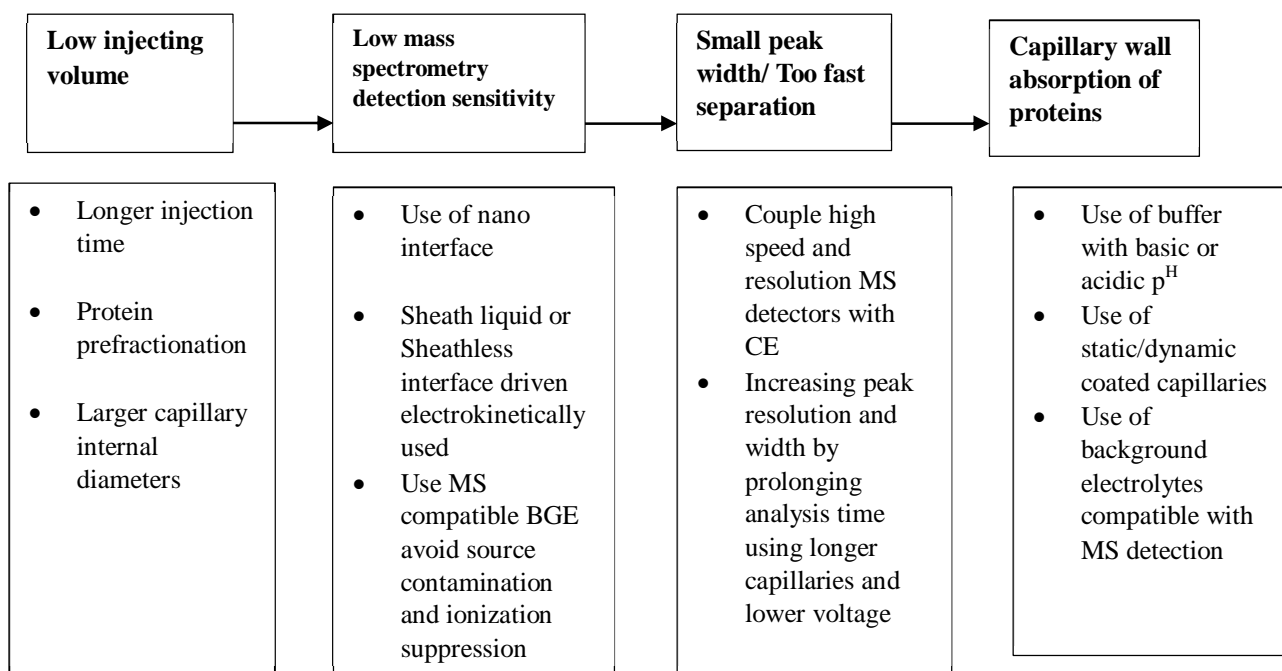 Low injecting
volume
Low mass
spectrometry
detection sensitivity
Small peak
width/ Too fast
separation
Capillary wall
absorption of
proteins
• Longer injection
time
• Protein
prefractionation
• Larger capillary
internal
diameters
• Use of nano
interface
• Sheath liquid or
Sheathless
interface driven
electrokinetically
used
• Use MS
compatible BGE
avoid source
contamination
and ionization
suppression
• Couple high
speed and
resolution MS
detectors with
CE
• Increasing peak
resolution and
width by
prolonging
analysis time
using longer
capillaries and
lower voltage
• Use of buffer
with basic or
acidic p^H
• Use of
static/dynamic
coated capillaries
• Use of
background
electrolytes
compatible with
MS detection